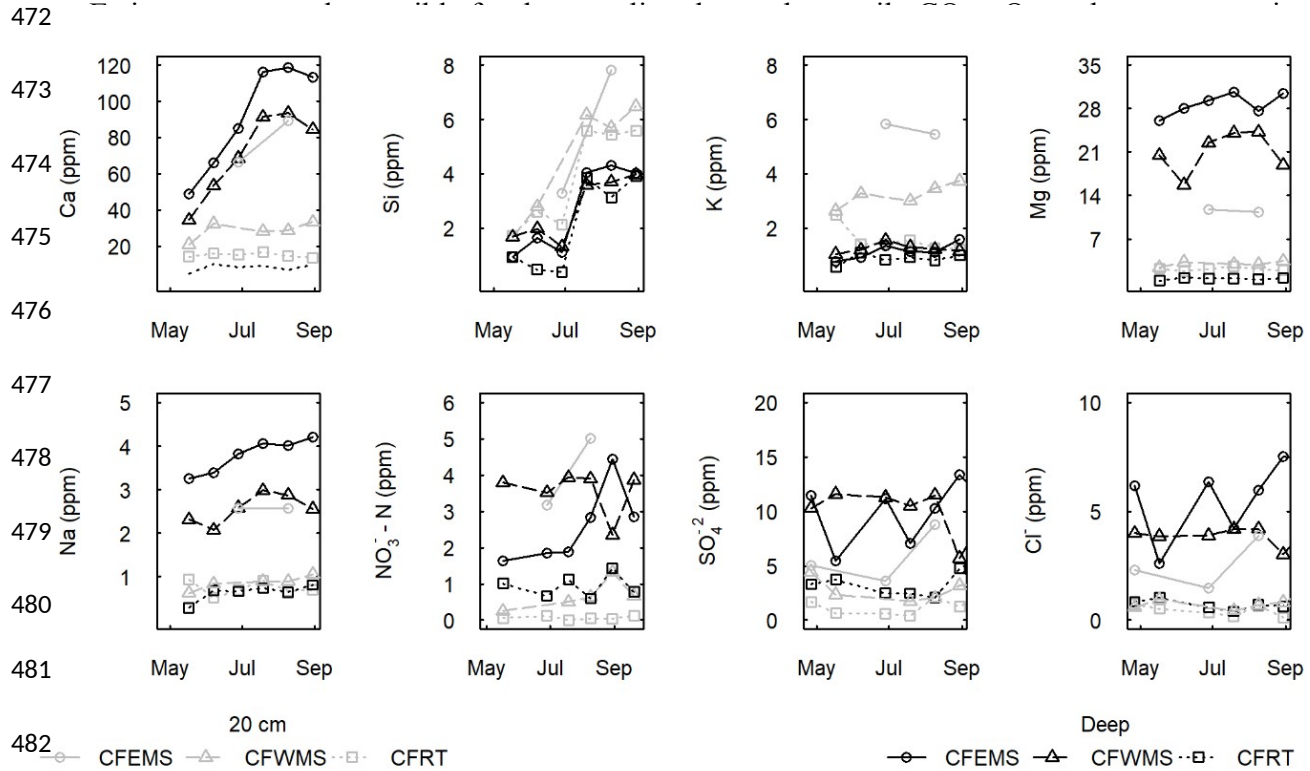 472
473
474
475
476
477
478
479
480
481
482
120
100
80
60
40
20
Ca (ppm)
May Jul Sep
8
6
4
2
Si (ppm)
May Jul Sep
8
6
4
2
K (ppm)
May Jul Sep
35
28
21
14
7
Mg (ppm)
May Jul Sep
5
4
3
2
1
Na (ppm)
May Jul Sep
6
5
4
3
2
1
0
NO₃⁻ - N (ppm)
May Jul Sep
20
15
10
5
0
SO₄⁻² (ppm)
May Jul Sep
10
5
0
Cl⁻ (ppm)
May Jul Sep
20 cm
CFEMS CFWMS CFRT
Deep
CFEMS CFWMS CFRT